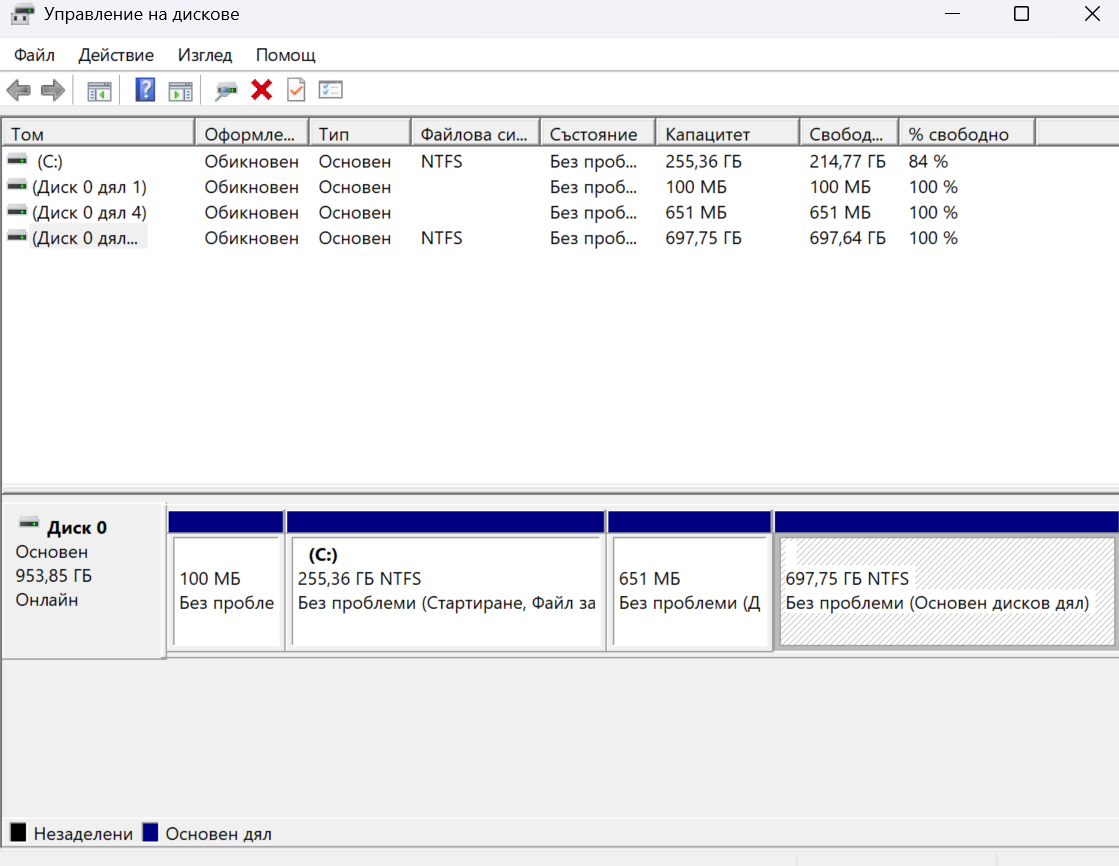 Управление на дискове
Файл Действие Изглед Помощ
Том Оформле... Тип Файлова си... Състояние Капацитет Свобод... % свободно
(C:) Обикновен Основен NTFS Без проб... 255,36 ГБ 214,77 ГБ 84 %
(Диск 0 дял 1) Обикновен Основен Без проб... 100 МБ 100 МБ 100 %
(Диск 0 дял 4) Обикновен Основен Без проб... 651 МБ 651 МБ 100 %
(Диск 0 дял... Обикновен Основен NTFS Без проб... 697,75 ГБ 697,64 ГБ 100 %
Диск 0
Основен
953,85 ГБ
Онлайн
100 МБ
Без пробле
(C:)
255,36 ГБ NTFS
Без проблеми (Стартиране, Файл за
651 МБ
Без проблеми (Д
697,75 ГБ NTFS
Без проблеми (Основен дисков дял)
Незаделени Основен дял